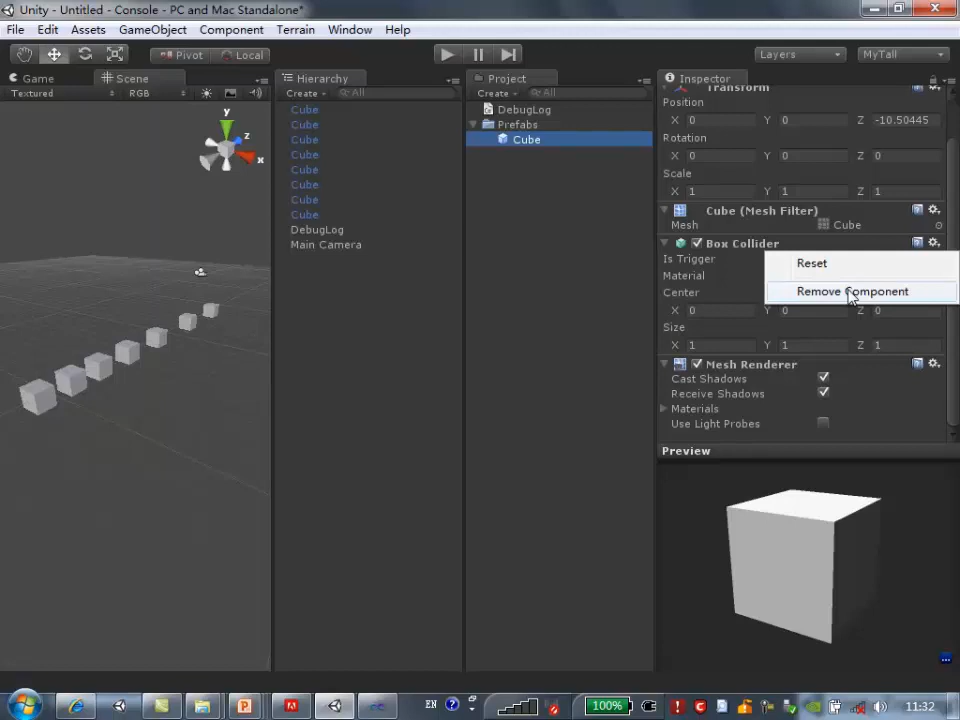 Unity - Untitled - Console - PC and Mac Standalone*
File Edit Assets GameObject Component Terrain Window Help
Pivot Local Layers MyTall
Game Scene Hierarchy Project Inspector
Textured RGB Create All Create All
Transform
Cube DebugLog Position
Cube Prefabs X 0 Y 0 Z -10.50445
Cube Cube Rotation
Cube X 0 Y 0 Z 0
Cube Scale
Cube X 1 Y 1 Z 1
Cube Cube (Mesh Filter)
Cube Mesh Cube
DebugLog Box Collider
Main Camera
Is Trigger
Reset
Material
Center
Remove Component
X 0 Y 0 Z 0
Size
X 1 Y 1 Z 1
Mesh Renderer
Cast Shadows
Receive Shadows
Materials
Use Light Probes
Preview
y
z
x
EN 100% 11:32